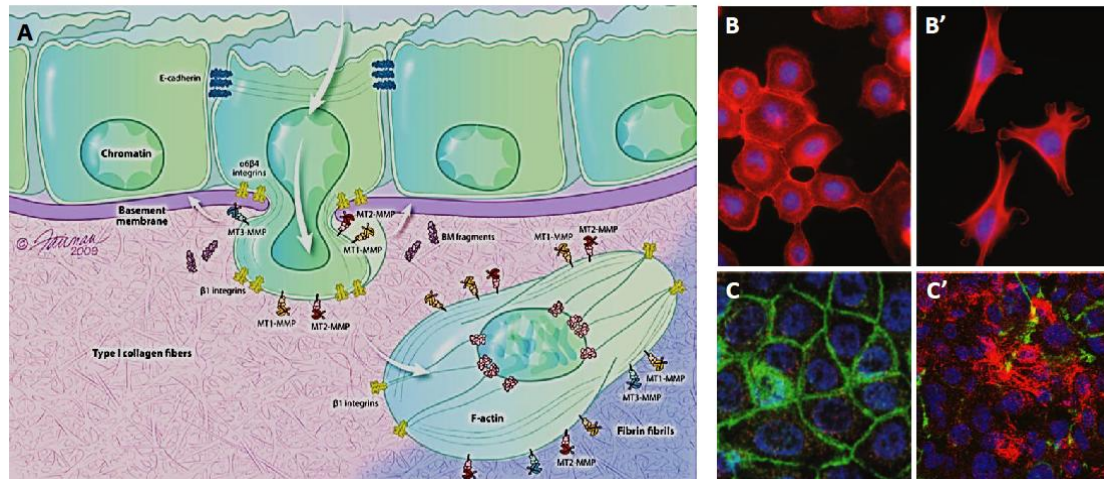 A
E-cadherin
Chromatin
α6β4
integrins
Basement
membrane
MT3-MMP
MT2-MMP
MT1-MMP
BM fragments
©
2009
β1 integrins
MT1-MMP
MT2-MMP
MT1-MMP
MT2-MMP
Type I collagen fibers
β1 integrins
F-actin
MT1-MMP
MT3-MMP
Fibrin fibrils
MT2-MMP
B
B’
C
C’